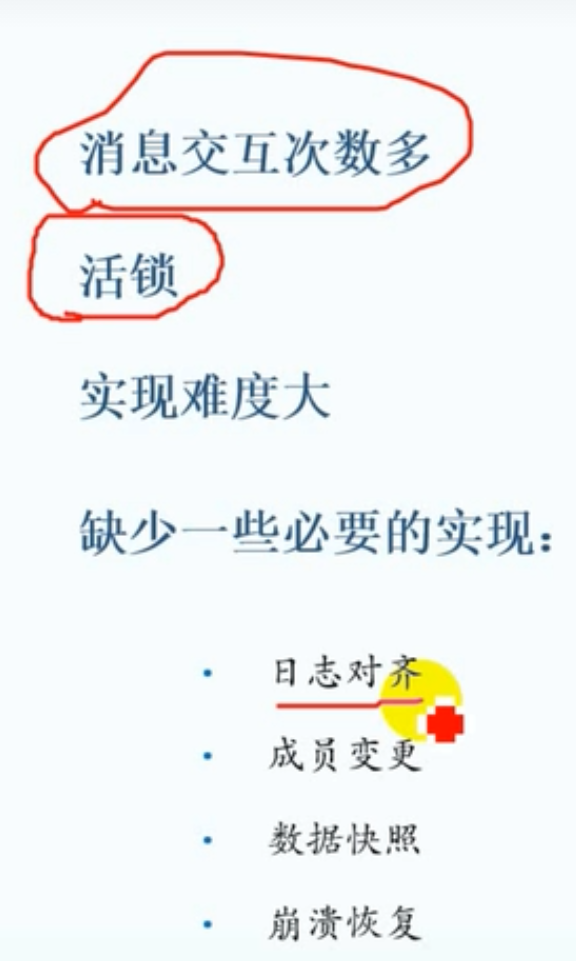 消息交互次数多
活锁
实现难度大
缺少一些必要的实现：
· 日志对齐
· 成员变更
· 数据快照
· 崩溃恢复